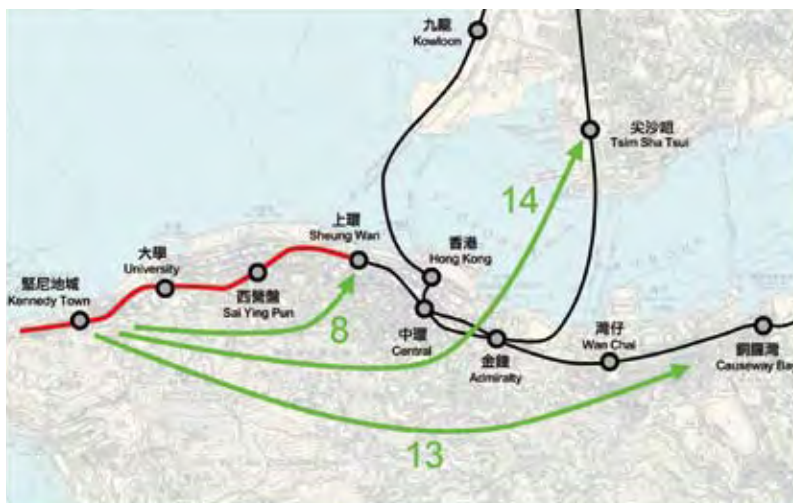 九龍
Kowloon
尖沙咀
Tsim Sha Tsui
14
上環
Sheung Wan
香港
Hong Kong
大學
University
堅尼地城
Kennedy Town
西營盤
Sai Ying Pun
8
中環
Central
金鐘
Admiralty
灣仔
Wan Chai
銅鑼灣
Causeway Bay
13